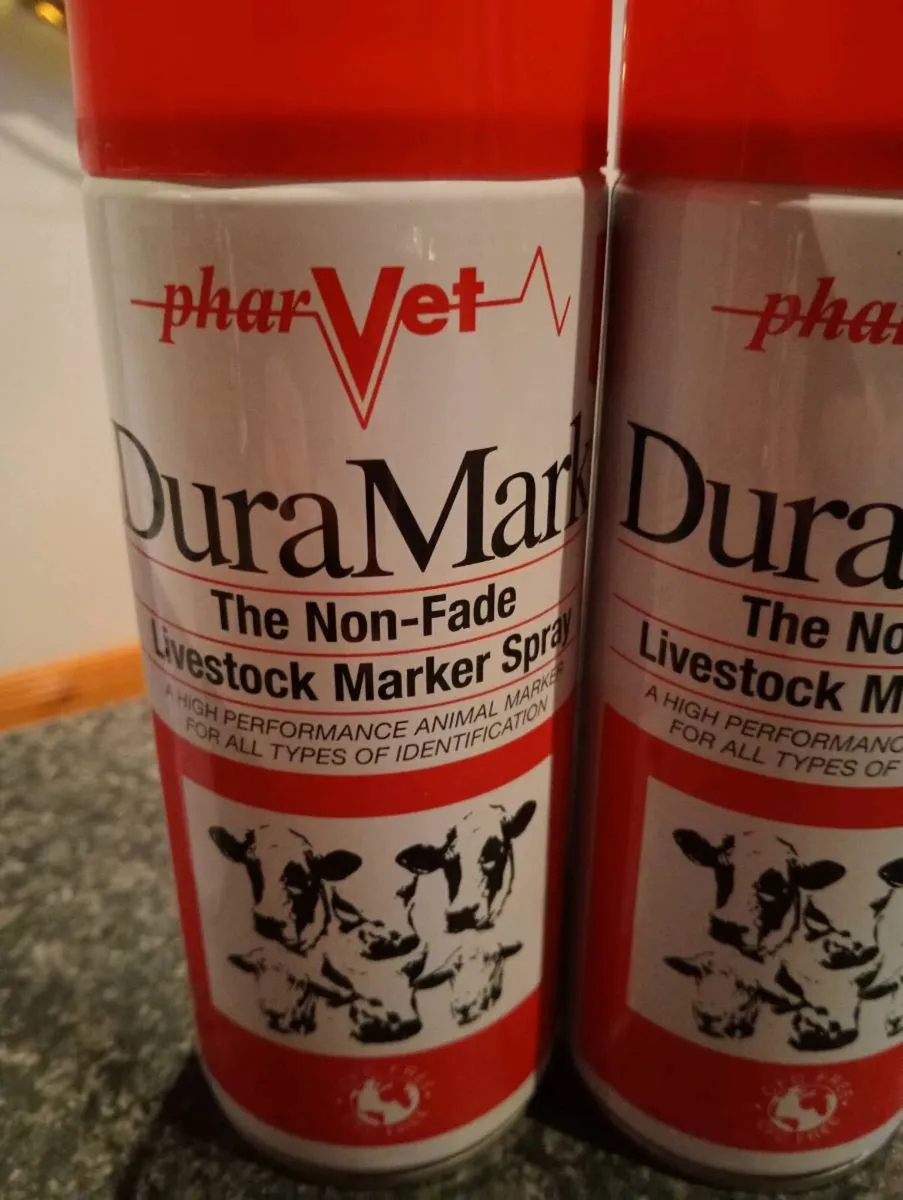 pharVet
DuraMark
The Non-Fade
Livestock Marker Spray
A HIGH PERFORMANCE ANIMAL MARKER
FOR ALL TYPES OF IDENTIFICATION
phar
Dura
The No
Livestock M
A HIGH PERFORMANC
FOR ALL TYPES OF